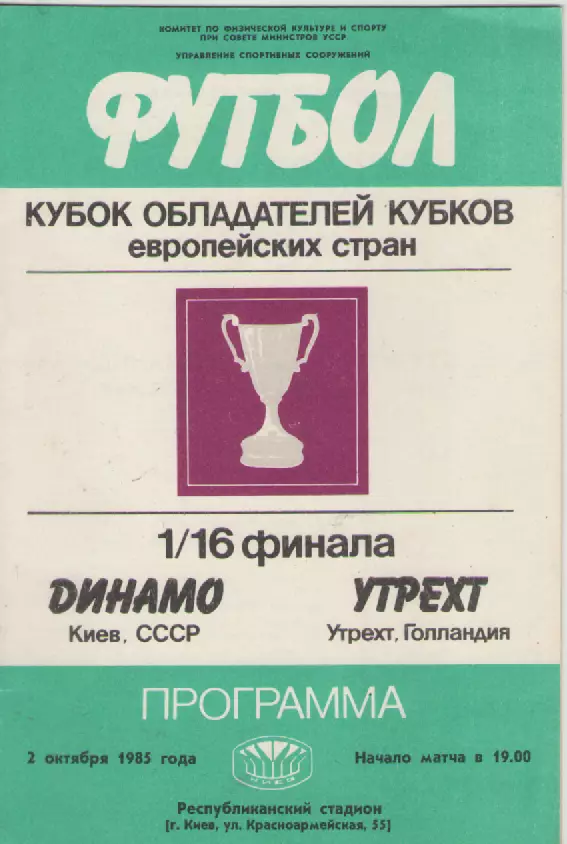 КОМИТЕТ ПО ФИЗИЧЕСКОЙ КУЛЬТУРЕ И СПОРТУ
ПРИ СОВЕТЕ МИНИСТРОВ УССР
УПРАВЛЕНИЕ СПОРТИВНЫХ СООРУЖЕНИЙ
ФУТБОЛ
КУБОК ОБЛАДАТЕЛЕЙ КУБКОВ
европейских стран
1/16 финала
ДИНАМО УТРЕХТ
Киев, СССР Утрехт, Голландия
ПРОГРАММА
2 октября 1985 года Начало матча в 19.00
КИЕВ
Республиканский стадион
[г. Киев, ул. Красноармейская, 55]